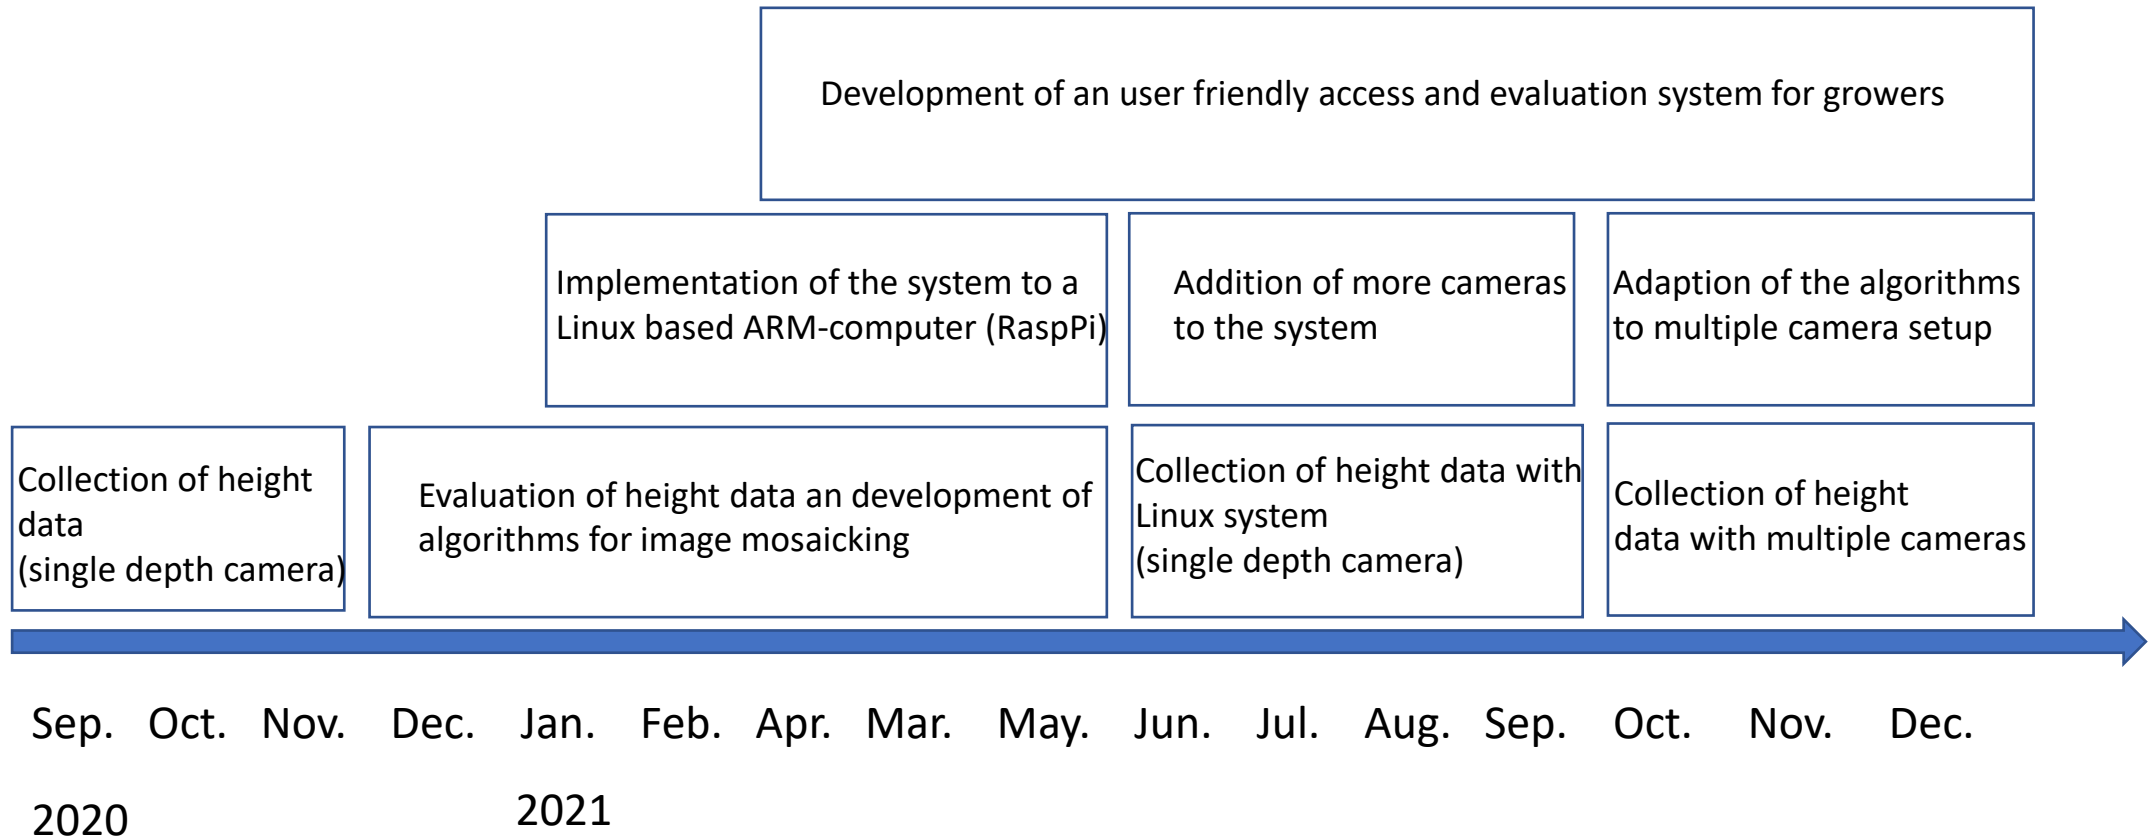 Development of an user friendly access and evaluation system for growers
Implementation of the system to a
Linux based ARM-computer (RaspPi)
Addition of more cameras
to the system
Adaption of the algorithms
to multiple camera setup
Collection of height
data
(single depth camera)
Evaluation of height data an development of
algorithms for image mosaicking
Collection of height data with
Linux system
(single depth camera)
Collection of height
data with multiple cameras
Sep. Oct. Nov. Dec. Jan. Feb. Apr. Mar. May. Jun. Jul. Aug. Sep. Oct. Nov. Dec.
2020 2021